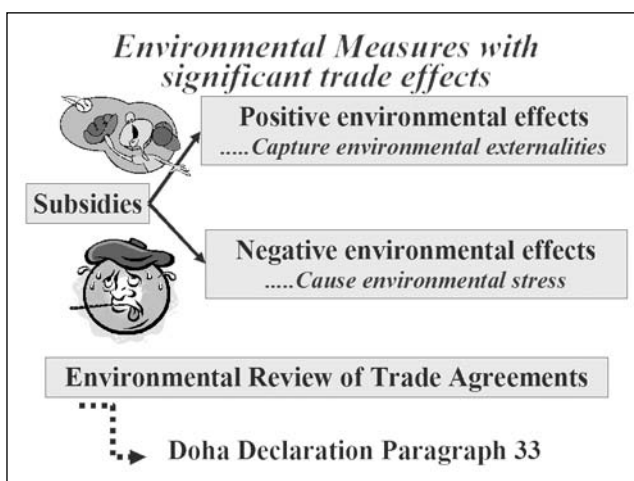 Environmental Measures with
significant trade effects
Positive environmental effects
.....Capture environmental externalities
Subsidies
Negative environmental effects
.....Cause environmental stress
Environmental Review of Trade Agreements
Doha Declaration Paragraph 33